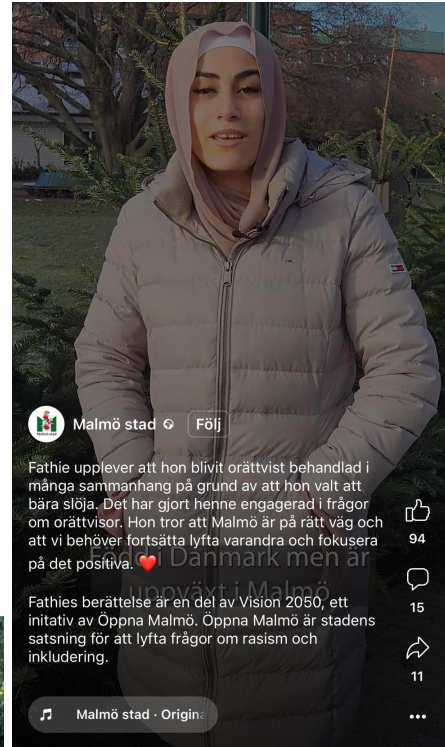 Malmö stad
Följ
Fathie upplever att hon blivit orättvist behandlad i
många sammanhang på grund av att hon valt att
bära slöja. Det har gjort henne engagerad i frågor
om orättvisor. Hon tror att Malmö är på rätt väg och
att vi behöver fortsätta lyfta varandra och fokusera
på det positiva. ❤️
Född i Danmark men är
uppväxt i Malmö
Fathies berättelse är en del av Vision 2050, ett
initativ av Öppna Malmö. Öppna Malmö är stadens
satsning för att lyfta frågor om rasism och
inkludering.
94
15
11
Malmö stad · Origina